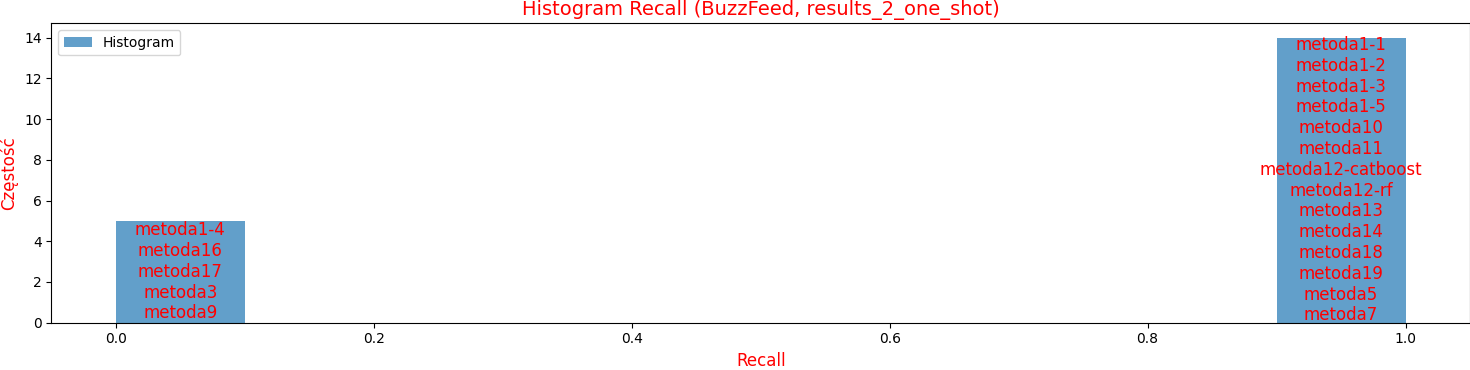 Histogram Recall (BuzzFeed, results_2_one_shot)
Histogram
Częstość
14
12
10
8
6
4
2
0
metoda1-4
metoda16
metoda17
metoda3
metoda9
metoda1-1
metoda1-2
metoda1-3
metoda1-5
metoda10
metoda11
metoda12-catboost
metoda12-rf
metoda13
metoda14
metoda18
metoda19
metoda5
metoda7
0.0 0.2 0.4 0.6 0.8 1.0
Recall